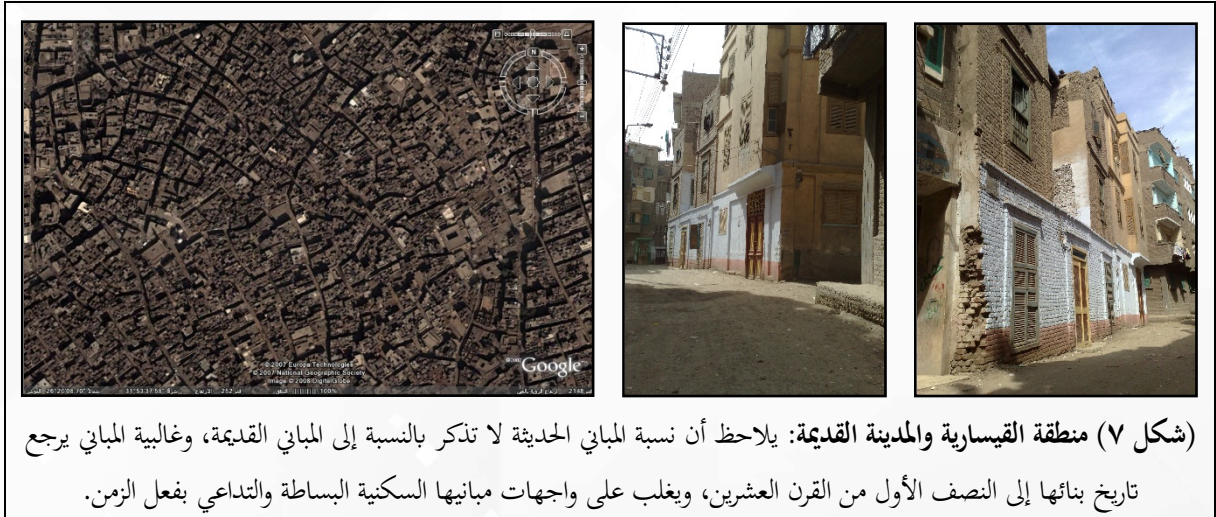 N
© 2007 Europa Technologies
© 2007 National Geographic Society
Image © 2008 DigitalGlobe
Google
100%
(شكل ٧) منطقة القيسارية والمدينة القديمة: يلاحظ أن نسبة المباني الحديثة لا تذكر بالنسبة إلى المباني القديمة، وغالبية المباني يرجع
تاريخ بنائها إلى النصف الأول من القرن العشرين، ويغلب على واجهات مبانيها السكنية البساطة والتداعي بفعل الزمن.